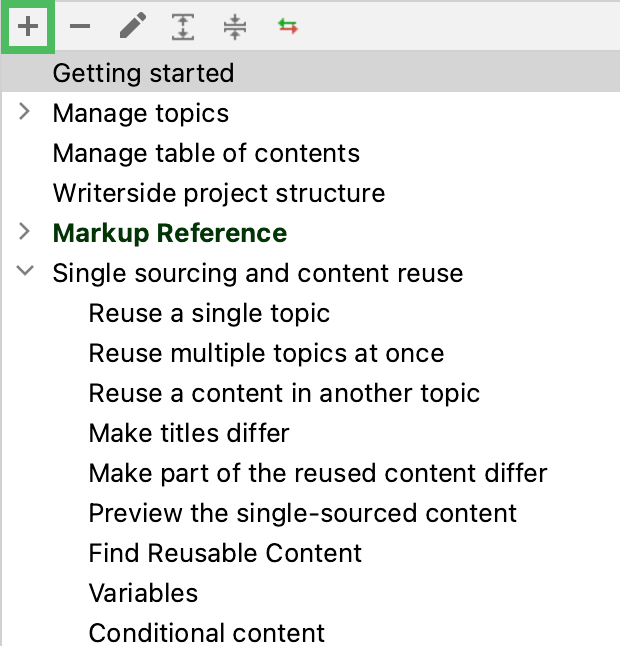 Getting started
Manage topics
Manage table of contents
Writerside project structure
Markup Reference
Single sourcing and content reuse
Reuse a single topic
Reuse multiple topics at once
Reuse a content in another topic
Make titles differ
Make part of the reused content differ
Preview the single-sourced content
Find Reusable Content
Variables
Conditional content